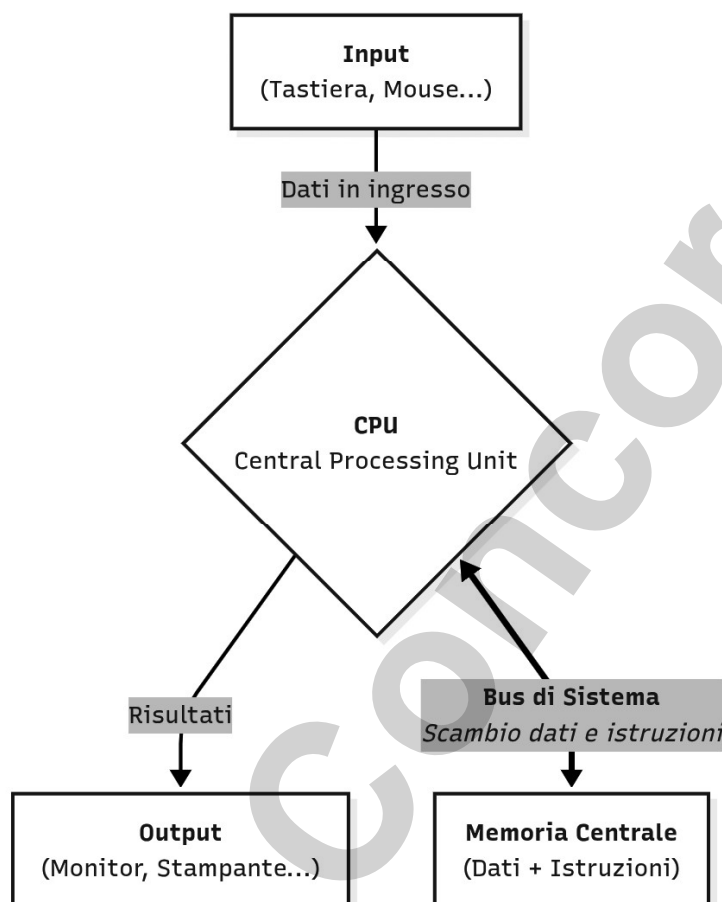 Input
(Tastiera, Mouse...)
Dati in ingresso
CPU
Central Processing Unit
Risultati
Bus di Sistema
Scambio dati e istruzioni
Output
(Monitor, Stampante...)
Memoria Centrale
(Dati + Istruzioni)